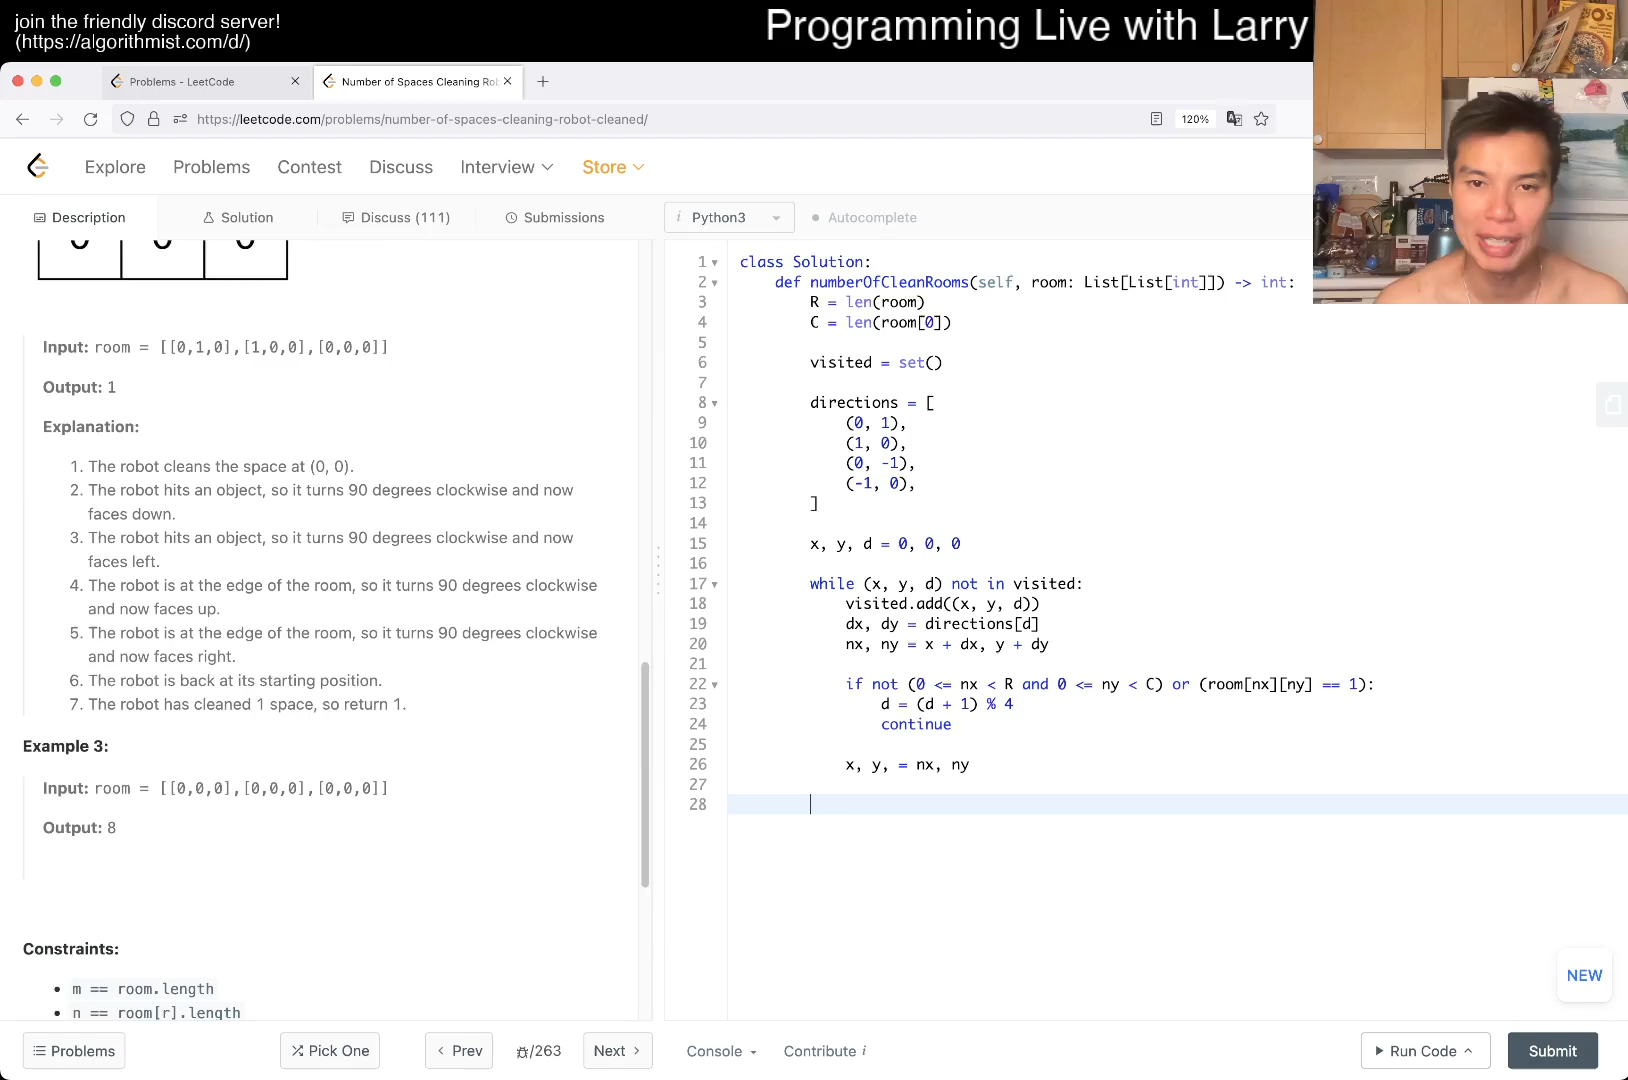 join the friendly discord server!
(https://algorithmist.com/d/)
Programming Live with Larry
Problems - LeetCode
Number of Spaces Cleaning Rob
https://leetcode.com/problems/number-of-spaces-cleaning-robot-cleaned/
120%
Explore
Problems
Contest
Discuss
Interview
Store
Description
Solution
Discuss (111)
Submissions
i Python3
Autocomplete
0 0 0
Input: room = [[0,1,0],[1,0,0],[0,0,0]]
Output: 1
Explanation:
1. The robot cleans the space at (0, 0).
2. The robot hits an object, so it turns 90 degrees clockwise and now
faces down.
3. The robot hits an object, so it turns 90 degrees clockwise and now
faces left.
4. The robot is at the edge of the room, so it turns 90 degrees clockwise
and now faces up.
5. The robot is at the edge of the room, so it turns 90 degrees clockwise
and now faces right.
6. The robot is back at its starting position.
7. The robot has cleaned 1 space, so return 1.
Example 3:
Input: room = [[0,0,0],[0,0,0],[0,0,0]]
Output: 8
Constraints:
• m == room.length
• n == room[r].length
1 class Solution:
2 def numberOfCleanRooms(self, room: List[List[int]]) -> int:
3 R = len(room)
4 C = len(room[0])
5
6 visited = set()
7
8 directions = [
9 (0, 1),
10 (1, 0),
11 (0, -1),
12 (-1, 0),
13 ]
14
15 x, y, d = 0, 0, 0
16
17 while (x, y, d) not in visited:
18 visited.add((x, y, d))
19 dx, dy = directions[d]
20 nx, ny = x + dx, y + dy
21
22 if not (0 <= nx < R and 0 <= ny < C) or (room[nx][ny] == 1):
23 d = (d + 1) % 4
24 continue
25
26 x, y, = nx, ny
27
28
NEW
Problems
Pick One
Prev
/263
Next
Console
Contribute i
Run Code
Submit